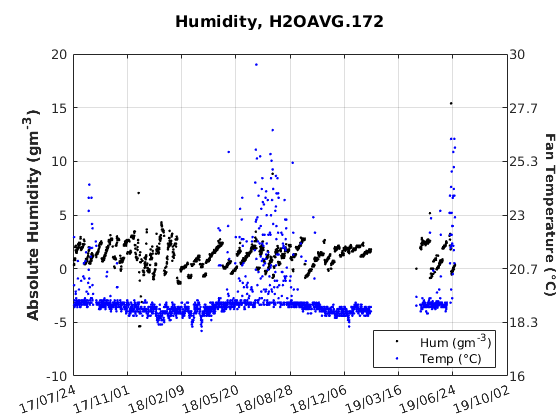 Humidity, H2OAVG.172
20
15
10
5
0
-5
-10
Absolute Humidity (gm-3)
30
27.7
25.3
23
20.7
18.3
16
Fan Temperature (°C)
Hum (gm-3)
Temp (°C)
17/07/24 17/11/01 18/02/09 18/05/20 18/08/28 18/12/06 19/03/16 19/06/24 19/10/02